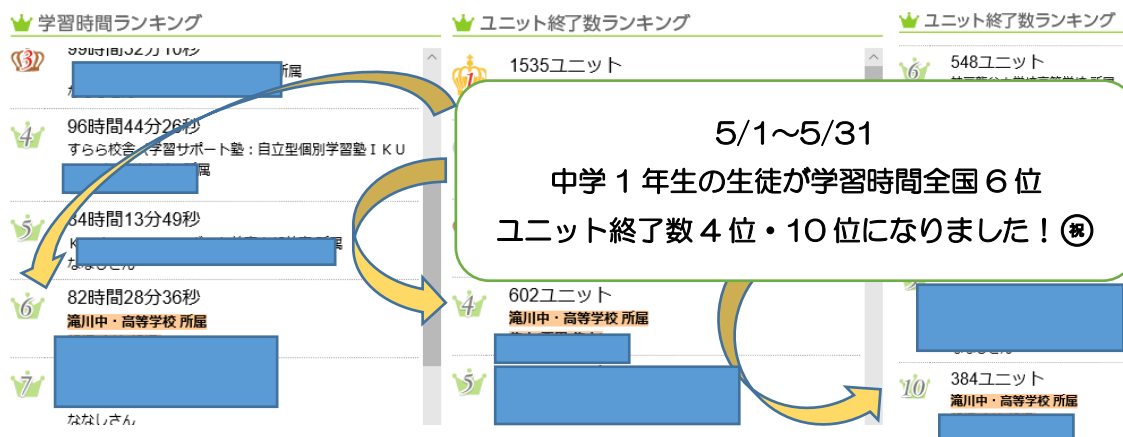 学習時間ランキング
3
99時間32分10秒
所属
4
96時間44分26秒
すらら校舎＜学習サポート塾：自立型個別学習塾ＩＫＵ
属
5
84時間13分49秒
ななしさん
6
82時間28分36秒
滝川中・高等学校 所属
7
ななしさん
ユニット終了数ランキング
1
1535ユニット
5/1～5/31
中学１年生の生徒が学習時間全国６位
ユニット終了数４位・10位になりました！㊗
4
602ユニット
滝川中・高等学校 所属
5
ユニット終了数ランキング
6
548ユニット
10
384ユニット
滝川中・高等学校 所属